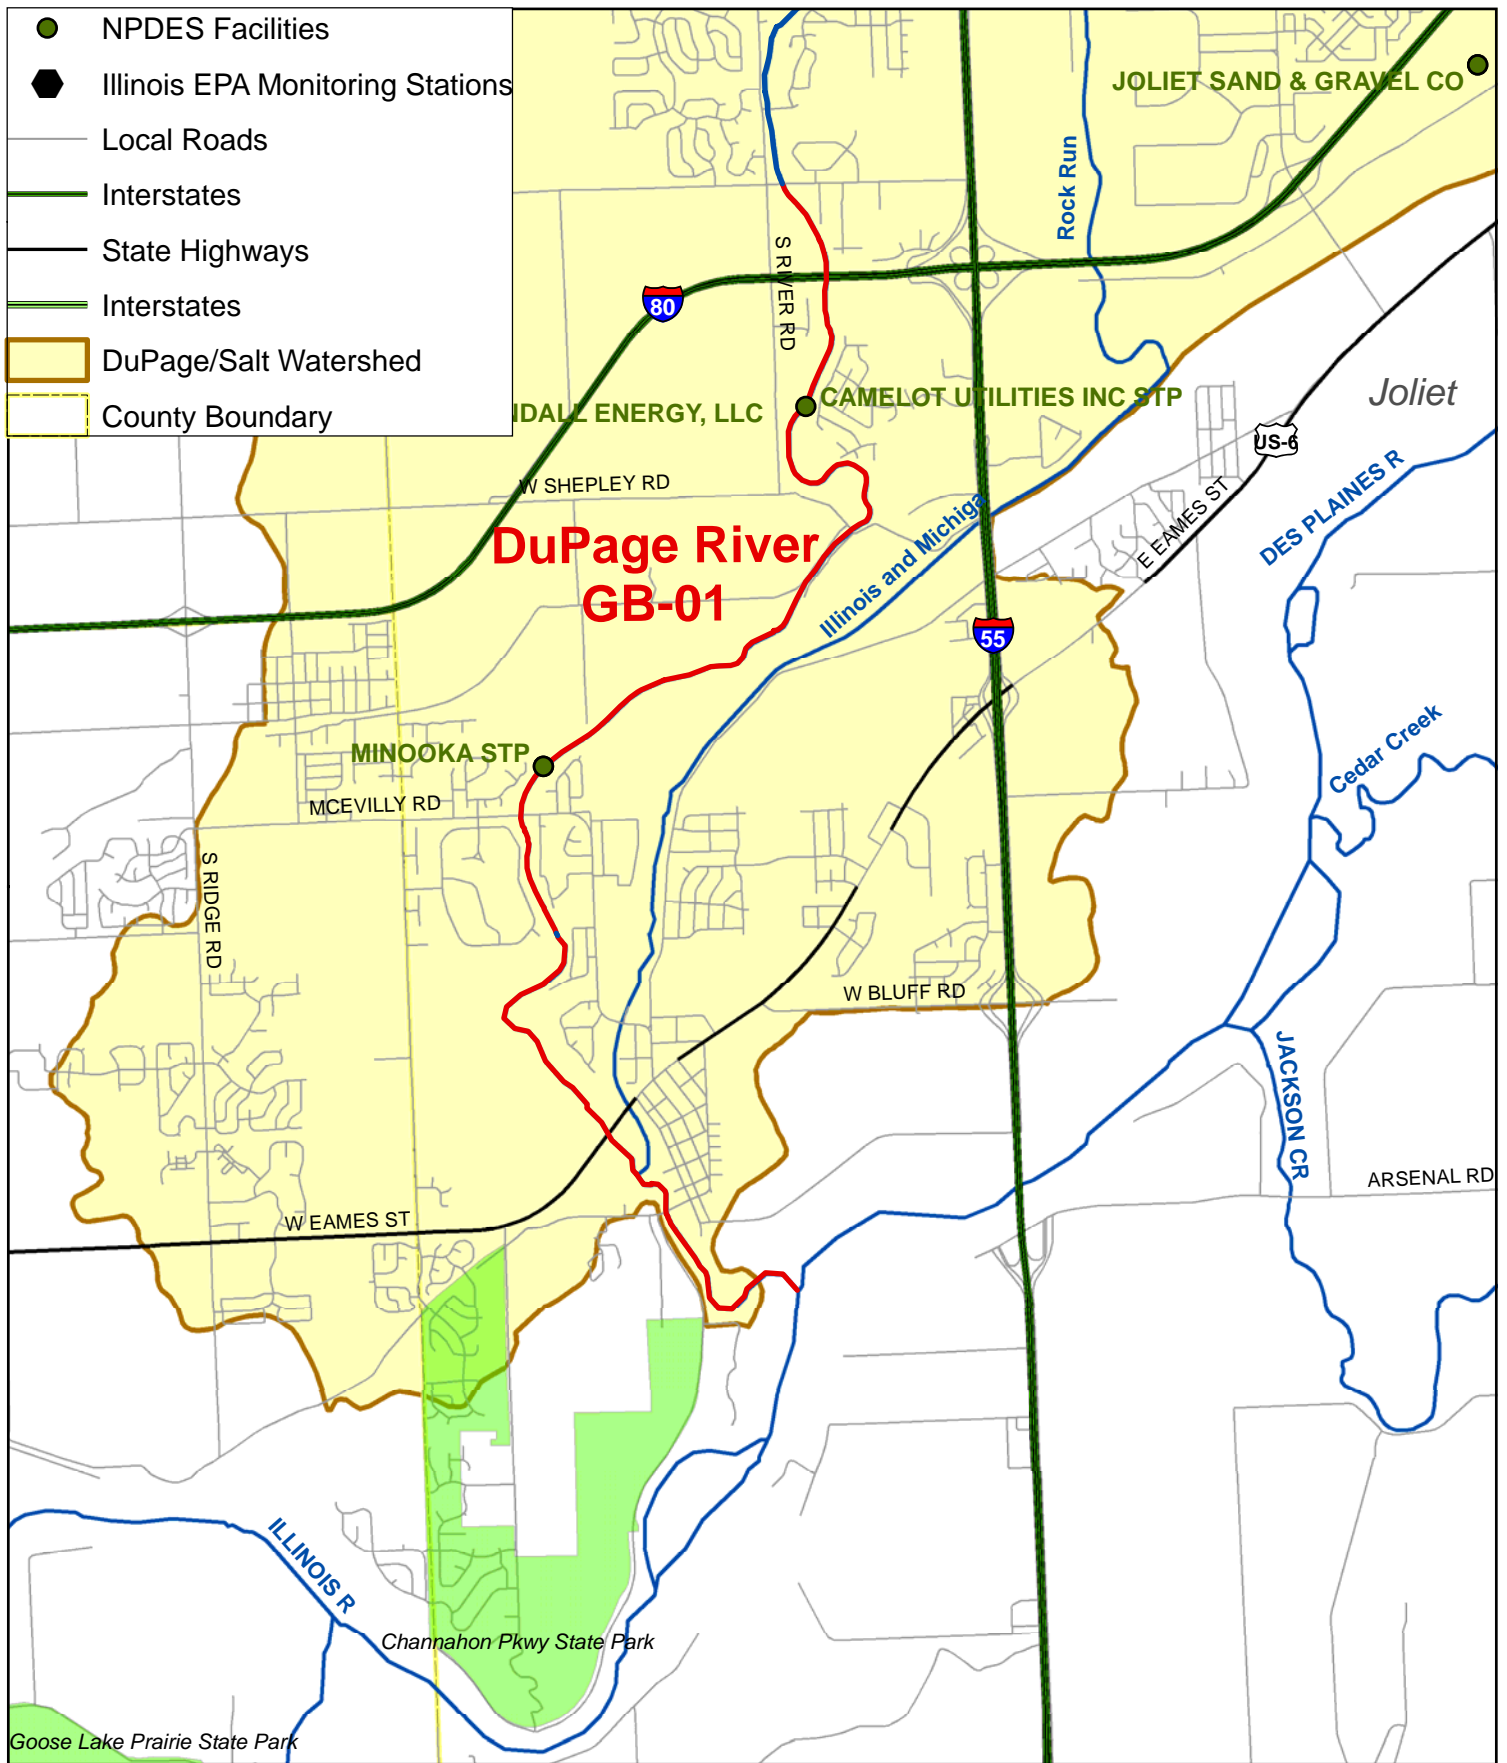 NPDES Facilities
Illinois EPA Monitoring Stations
Local Roads
Interstates
State Highways
Interstates
DuPage/Salt Watershed
County Boundary
JOLIET SAND & GRAVEL CO
Rock Run
S RIVER RD
80
NDALL ENERGY, LLC
CAMELOT UTILITIES INC STP
Joliet
US-6
W SHEPLEY RD
DES PLAINES R
E EAMES ST
DuPage River
GB-01
Illinois and Michiga
55
Cedar Creek
MINOOKA STP
MCEVILLY RD
S RIDGE RD
W BLUFF RD
JACKSON CR
ARSENAL RD
W EAMES ST
ILLINOIS R
Channahon Pkwy State Park
Goose Lake Prairie State Park